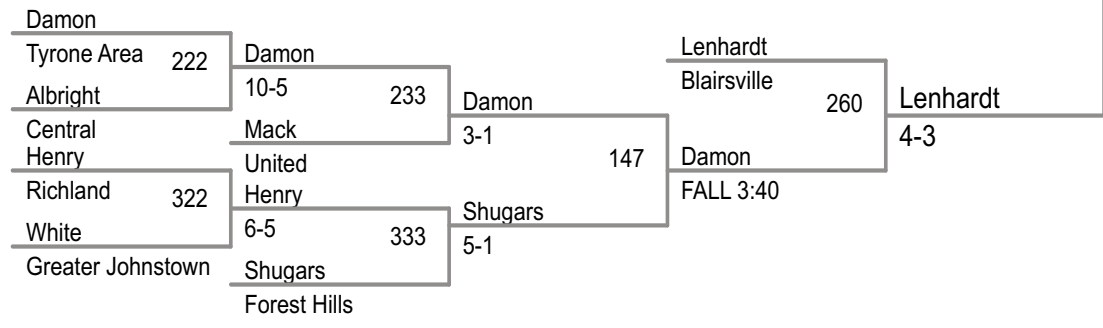 Damon
Tyrone Area
222
Albright
Central
Henry
Richland
322
White
Greater Johnstown
Damon
10-5
233
Mack
United
Henry
6-5
333
Shugars
Forest Hills
Damon
3-1
147
Shugars
5-1
Lenhardt
Blairsville
260
Damon
FALL 3:40
Lenhardt
4-3